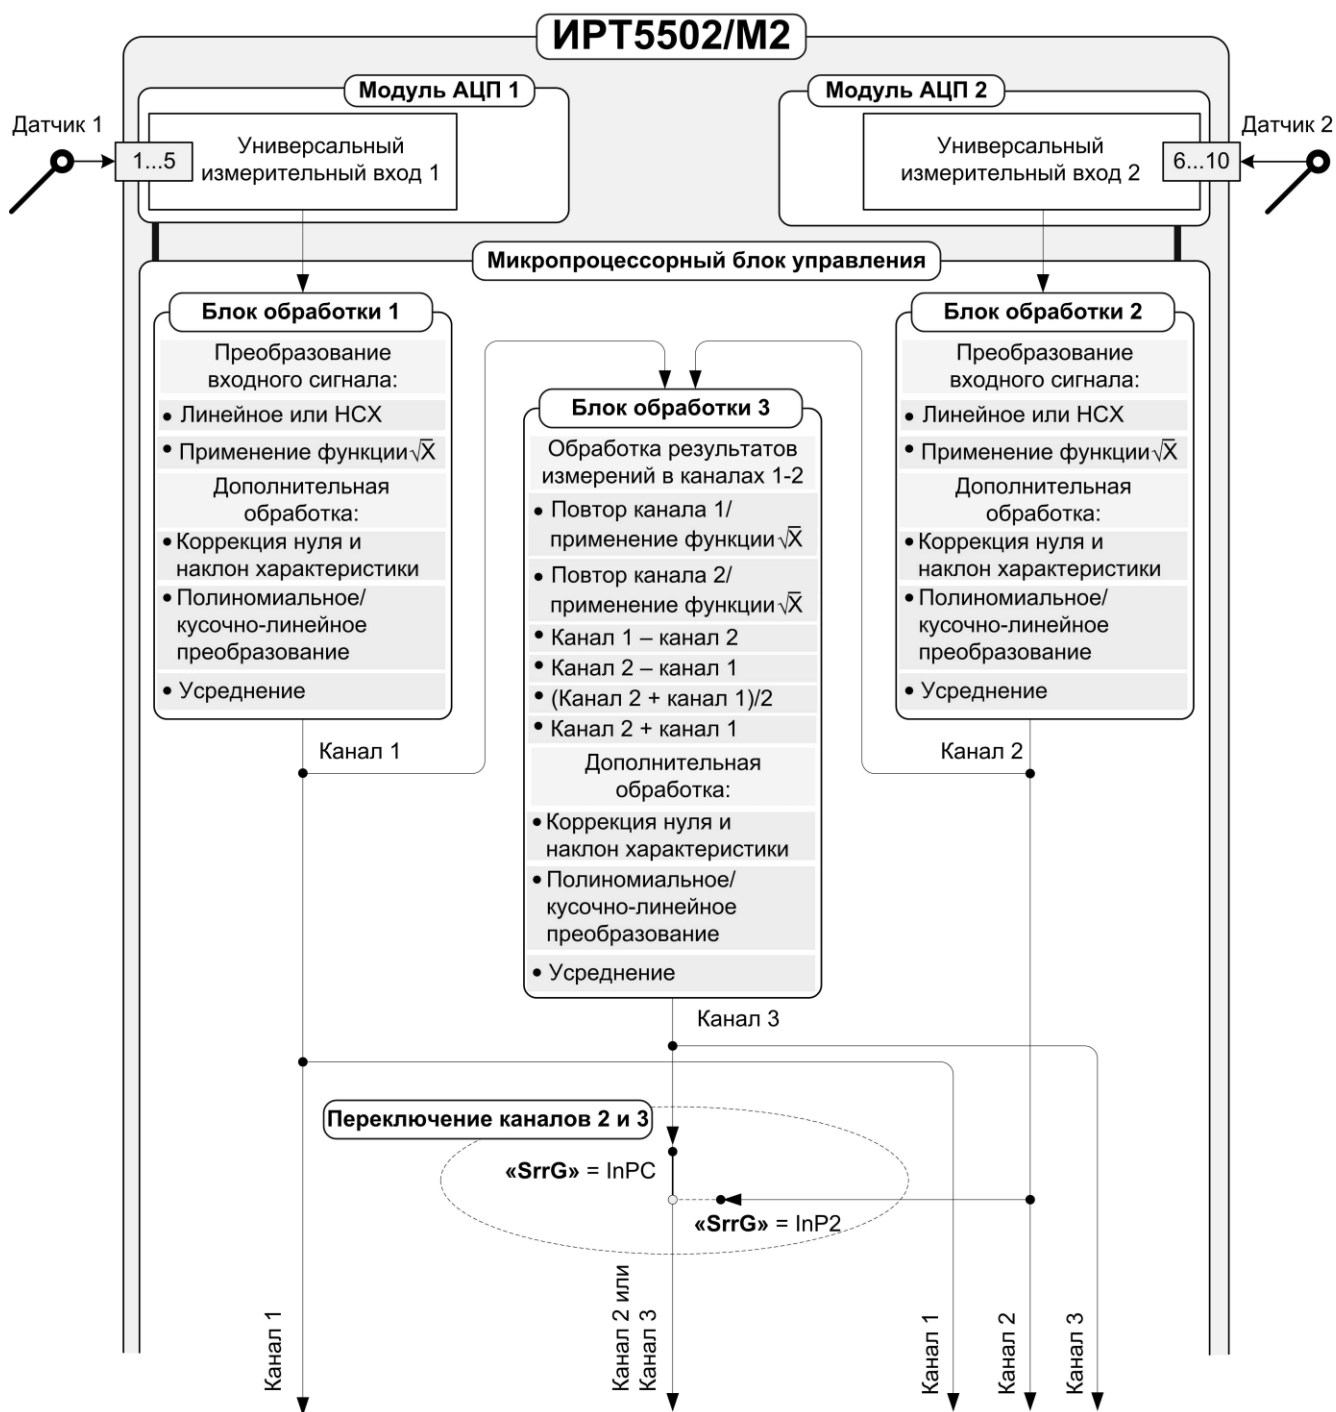 ИРТ5502/М2
Модуль АЦП 1
Модуль АЦП 2
Датчик 1
Датчик 2
1...5
Универсальный
измерительный вход 1
Универсальный
измерительный вход 2
6...10
Микропроцессорный блок управления
Блок обработки 1
Преобразование
входного сигнала:
• Линейное или НСХ
• Применение функции√X̅
Дополнительная
обработка:
• Коррекция нуля и
наклон характеристики
• Полиномиальное/
кусочно-линейное
преобразование
• Усреднение
Блок обработки 2
Преобразование
входного сигнала:
• Линейное или НСХ
• Применение функции√X̅
Дополнительная
обработка:
• Коррекция нуля и
наклон характеристики
• Полиномиальное/
кусочно-линейное
преобразование
• Усреднение
Блок обработки 3
Обработка результатов
измерений в каналах 1-2
• Повтор канала 1/
применение функции√X̅
• Повтор канала 2/
применение функции√X̅
• Канал 1 – канал 2
• Канал 2 – канал 1
• (Канал 2 + канал 1)/2
• Канал 2 + канал 1
Дополнительная
обработка:
• Коррекция нуля и
наклон характеристики
• Полиномиальное/
кусочно-линейное
преобразование
• Усреднение
Канал 1
Канал 2
Канал 3
Переключение каналов 2 и 3
«SrrG» = InPC
«SrrG» = InP2
Канал 1
Канал 2 или
Канал 3
Канал 1
Канал 2
Канал 3